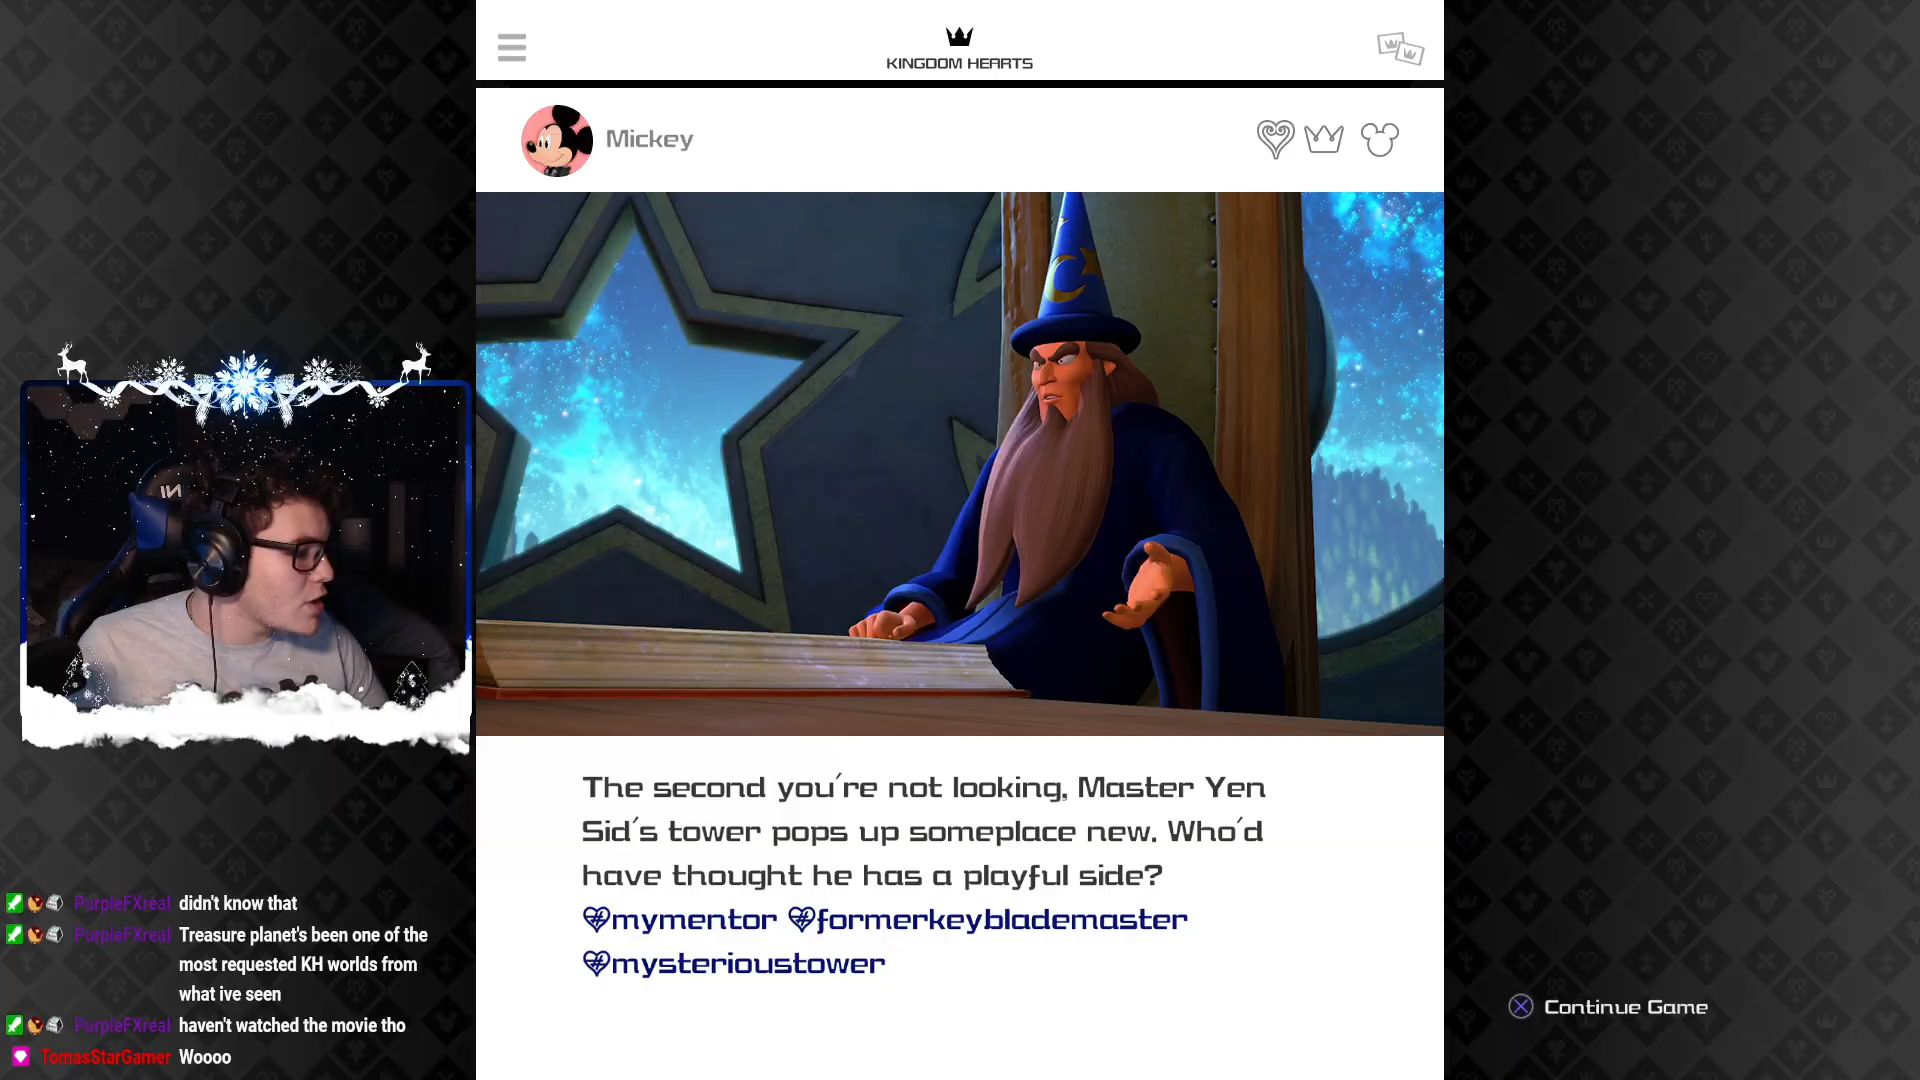 KINGDOM HEARTS
Mickey
The second you're not looking, Master Yen
Sid's tower pops up someplace new. Who'd
have thought he has a playful side?
#mymentor #formerkeyblademaster
#mysterioustower
PurpleFXreal didn't know that
PurpleFXreal Treasure planet's been one of the
most requested KH worlds from
what ive seen
PurpleFXreal haven't watched the movie tho
TomasStarGamer Woooo
Continue Game